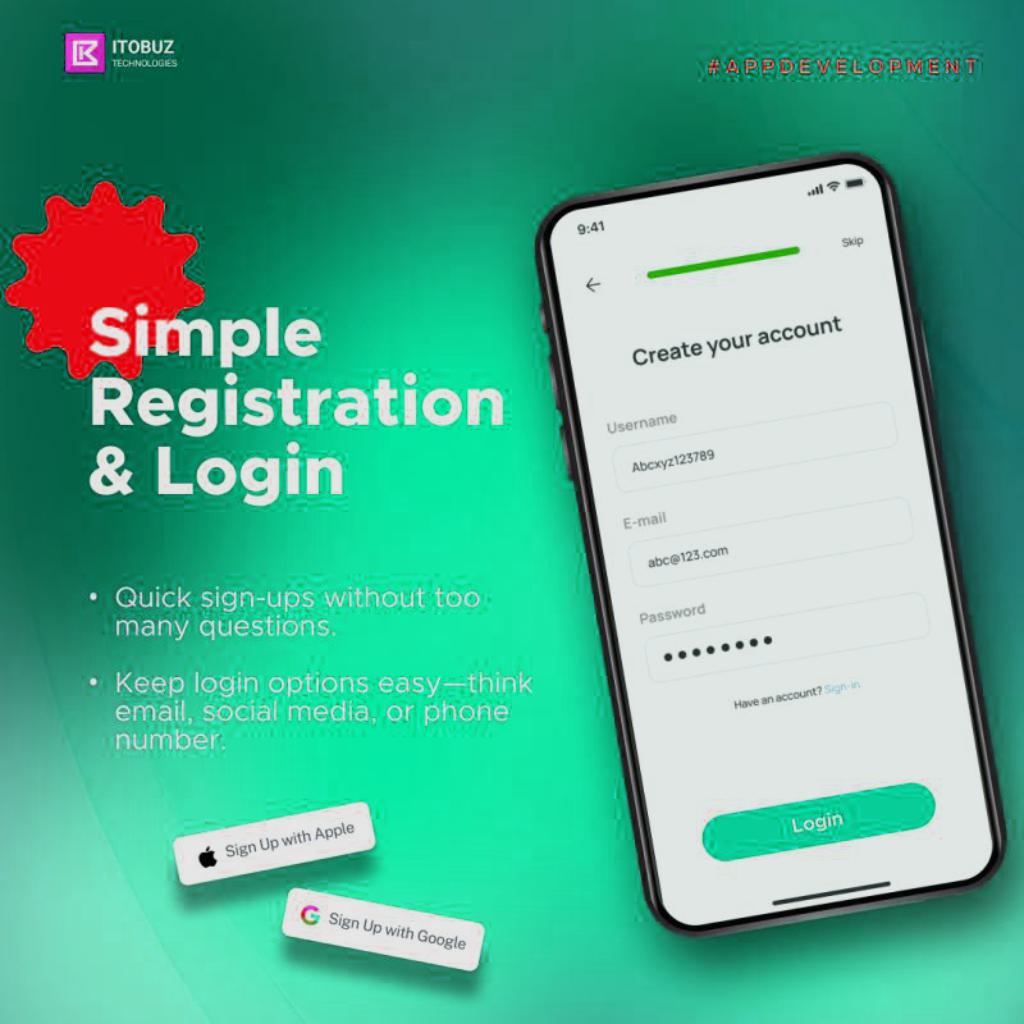 ITOBUZ
TECHNOLOGIES
#APPDEVELOPMENT
Simple
Registration
& Login
• Quick sign-ups without too
many questions.
• Keep login options easy—think
email, social media, or phone
number.
Sign Up with Apple
Sign Up with Google
9:41
Skip
Create your account
Username
Abcxyz123789
E-mail
abc@123.com
Password
••••••••
Have an account? Sign-in
Login